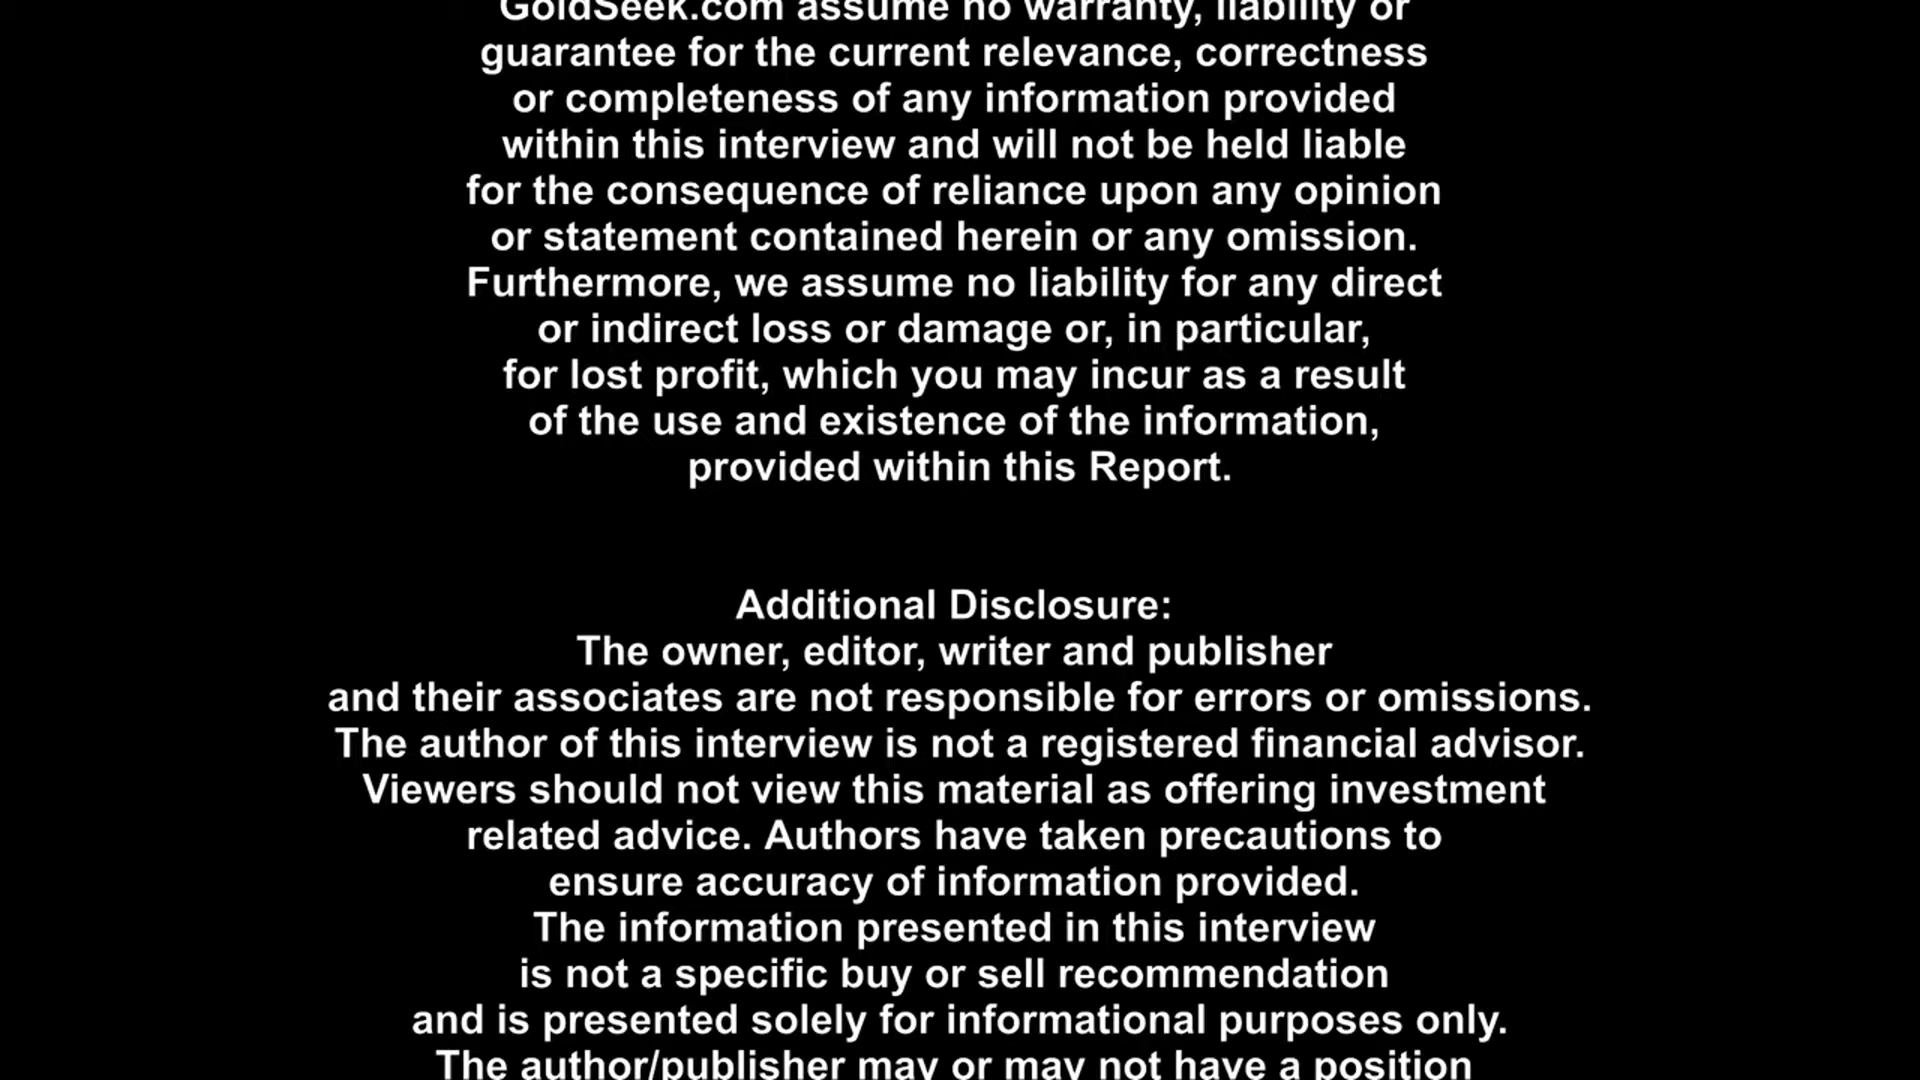 GoldSeek.com assume no warranty, liability or
guarantee for the current relevance, correctness
or completeness of any information provided
within this interview and will not be held liable
for the consequence of reliance upon any opinion
or statement contained herein or any omission.
Furthermore, we assume no liability for any direct
or indirect loss or damage or, in particular,
for lost profit, which you may incur as a result
of the use and existence of the information,
provided within this Report.
Additional Disclosure:
The owner, editor, writer and publisher
and their associates are not responsible for errors or omissions.
The author of this interview is not a registered financial advisor.
Viewers should not view this material as offering investment
related advice. Authors have taken precautions to
ensure accuracy of information provided.
The information presented in this interview
is not a specific buy or sell recommendation
and is presented solely for informational purposes only.
The author/publisher may or may not have a position